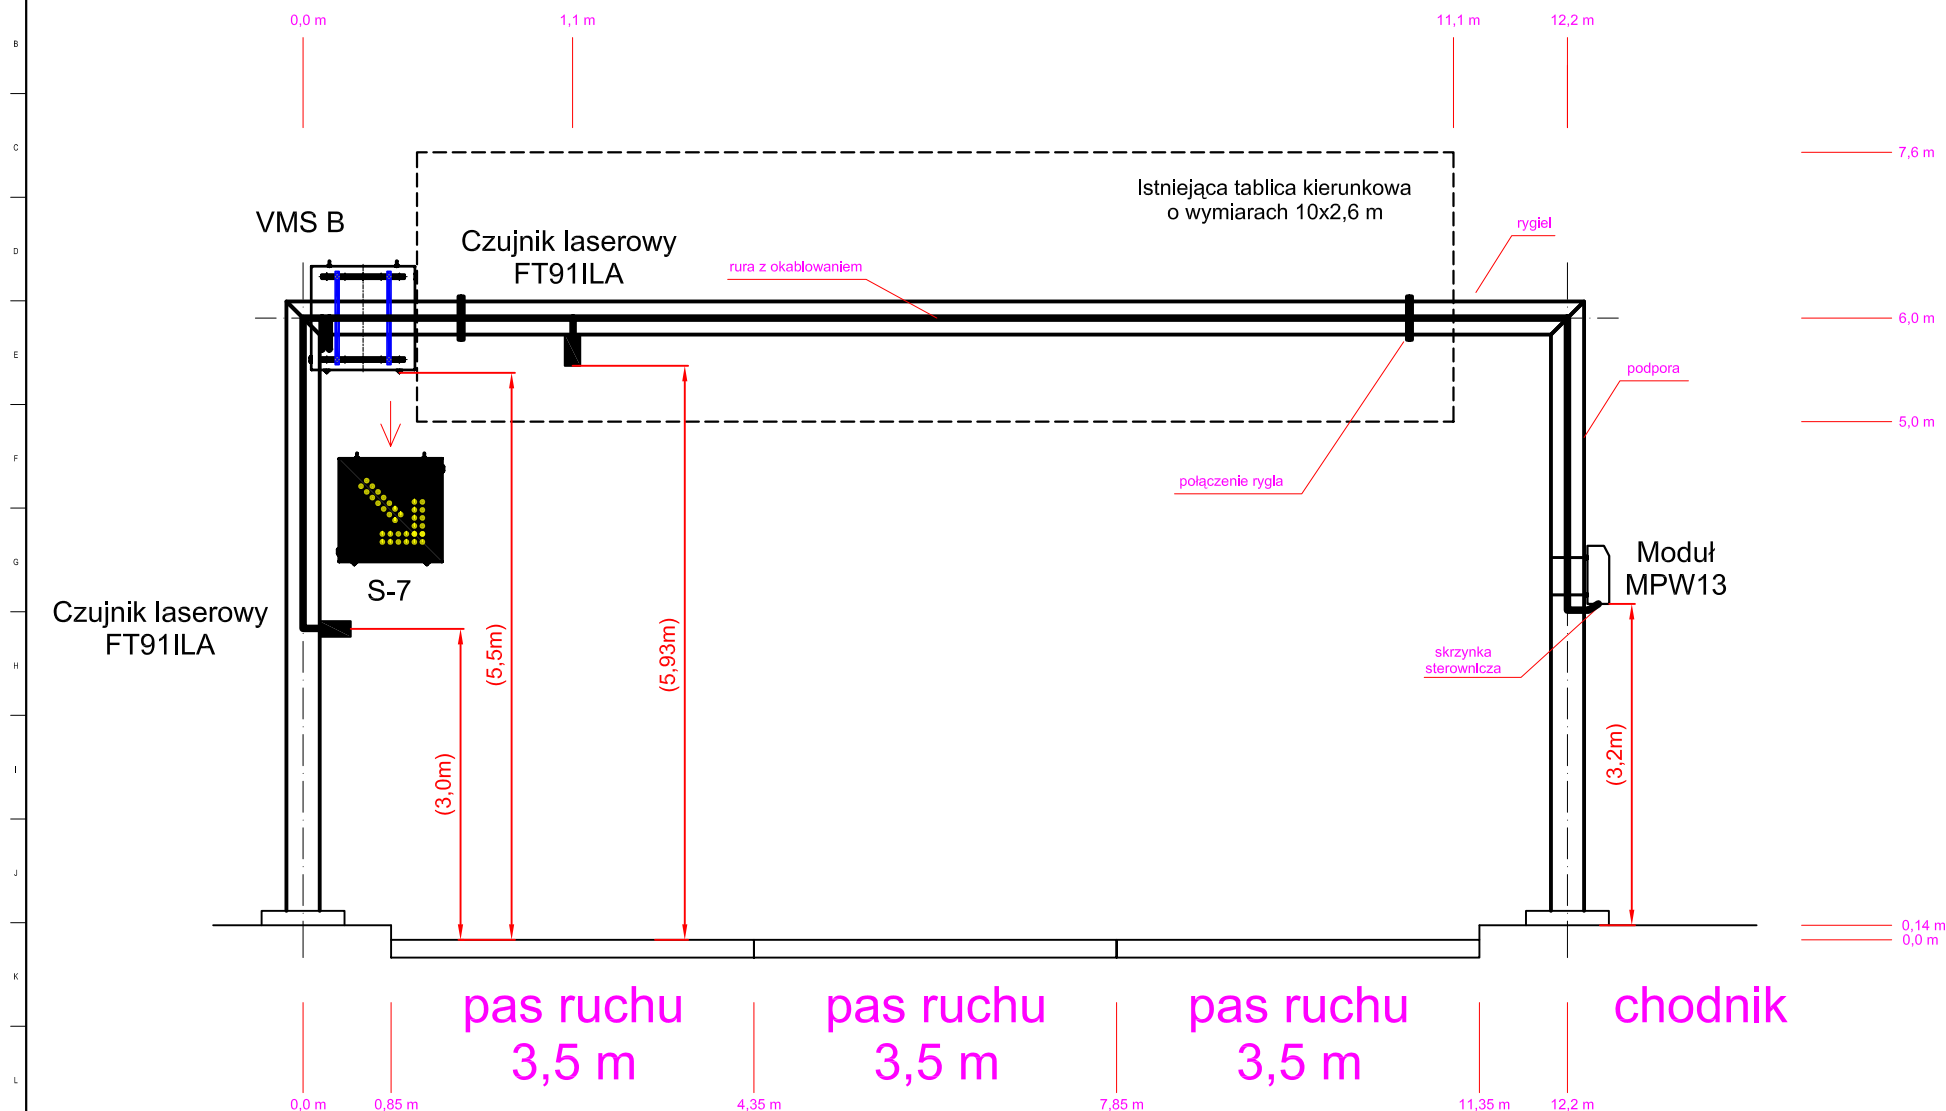 0,0 m
1,1 m
11,1 m
12,2 m
B
C
7,6 m
Istniejąca tablica kierunkowa
o wymiarach 10x2,6 m
VMS B
rygiel
Czujnik laserowy
FT91ILA
D
rura z okablowaniem
6,0 m
E
podpora
5,0 m
F
połączenie rygla
Moduł
MPW13
G
S-7
Czujnik laserowy
FT91ILA
(5,5m)
(5,93m)
skrzynka
sterownicza
H
(3,0m)
(3,2m)
I
J
0,14 m
0,0 m
K
pas ruchu
3,5 m
pas ruchu
3,5 m
pas ruchu
3,5 m
chodnik
L
0,0 m
0,85 m
4,35 m
7,85 m
11,35 m
12,2 m